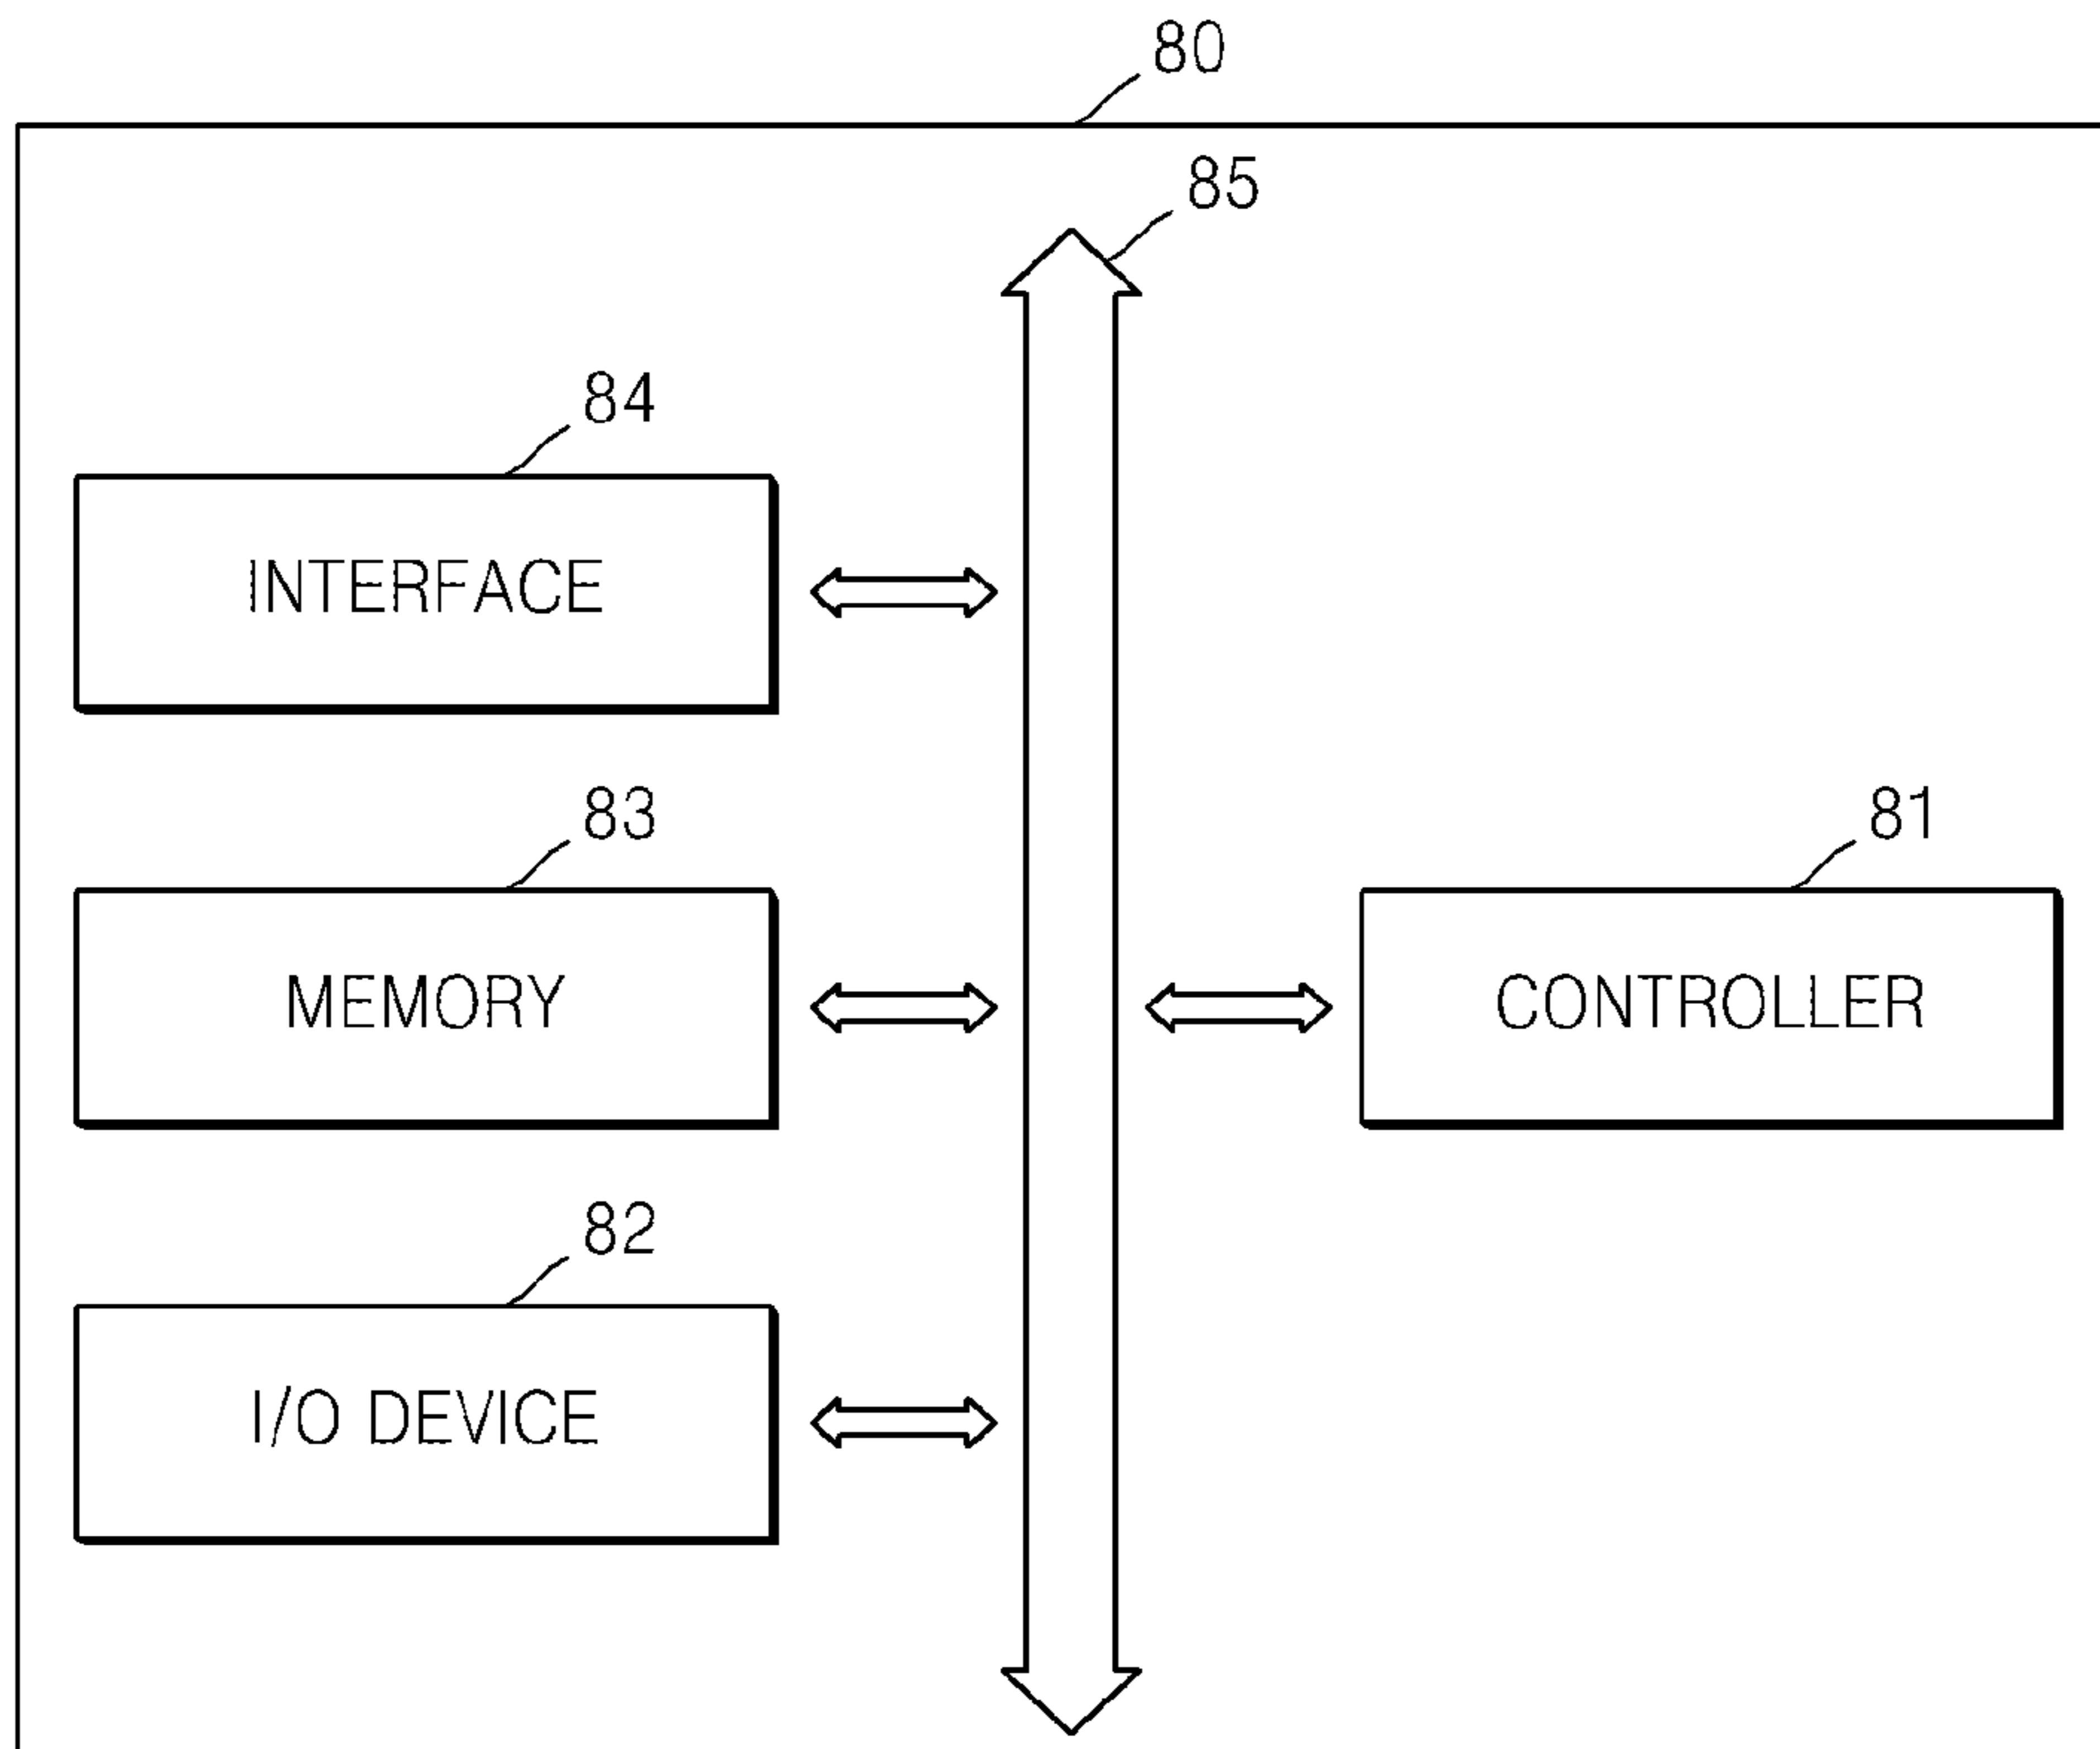 80
85
84
INTERFACE
83
81
MEMORY
CONTROLLER
82
I/O DEVICE